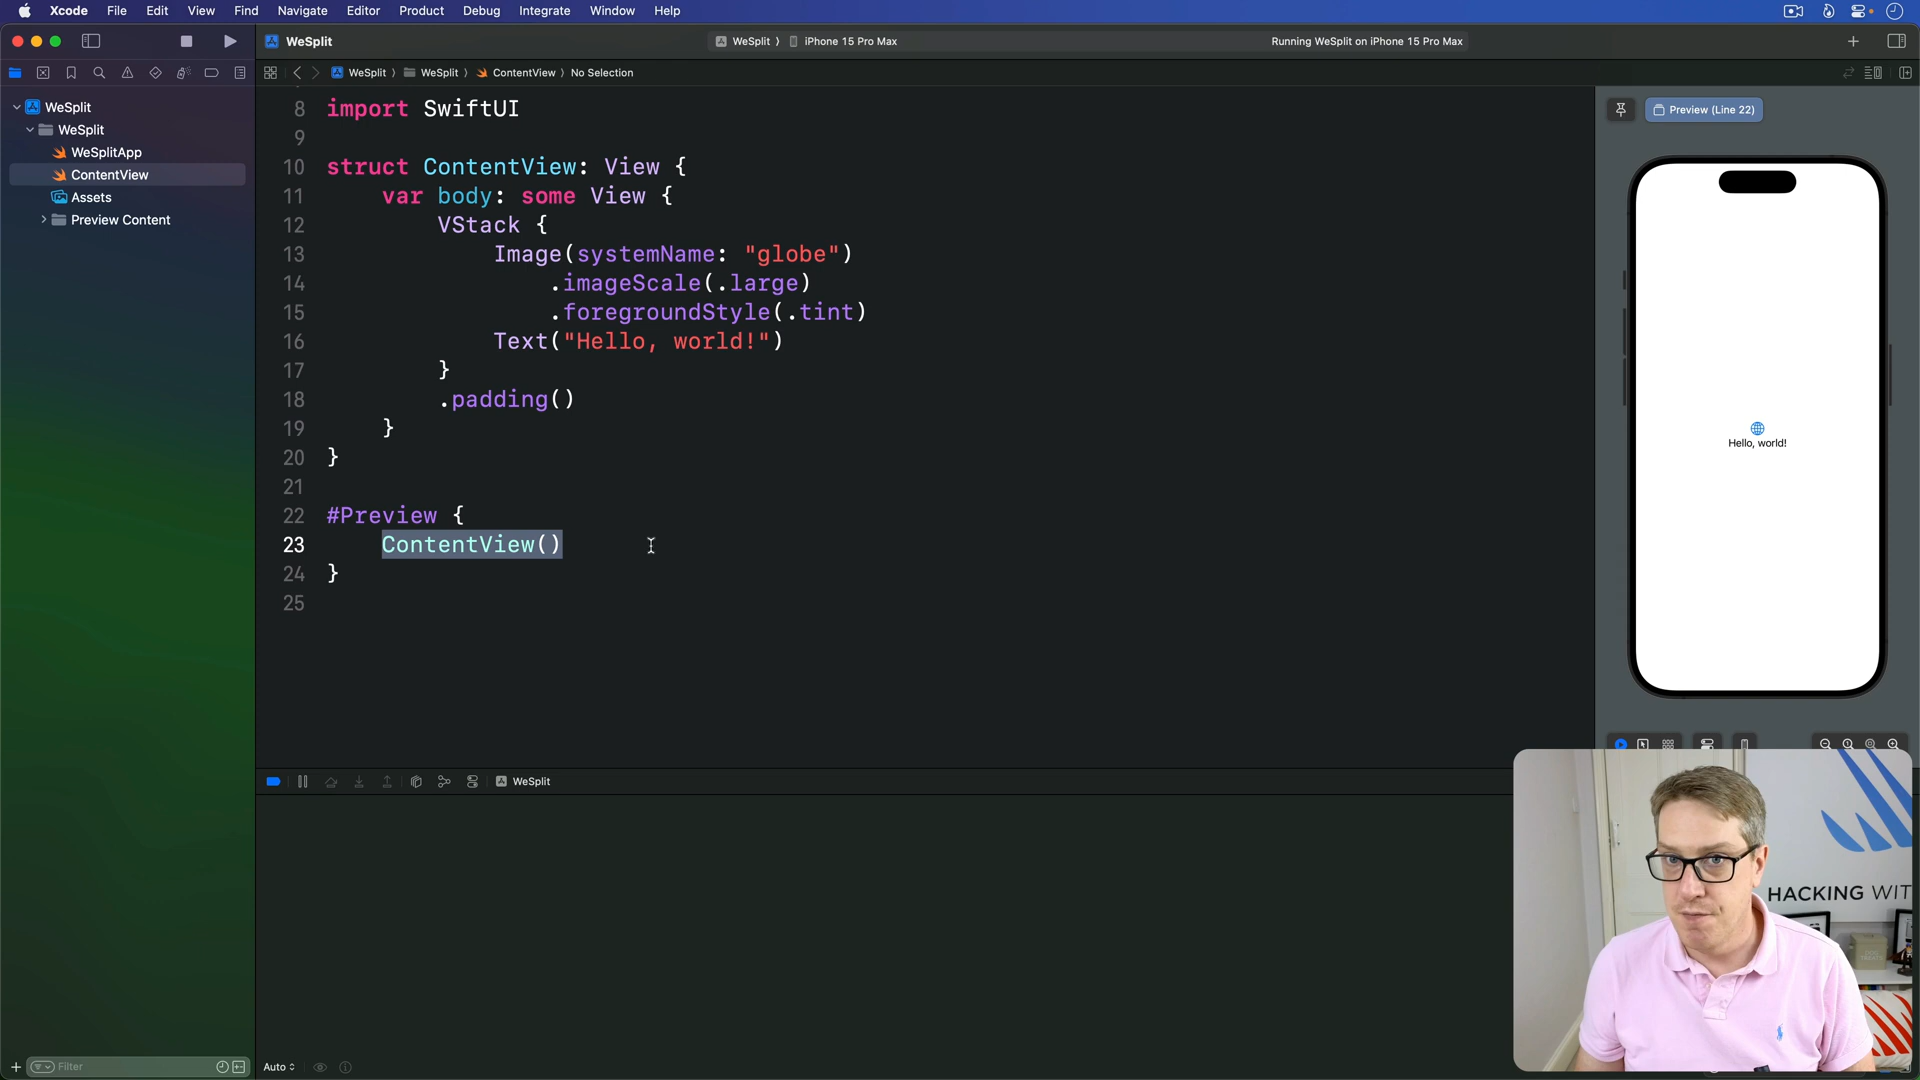 Xcode File Edit View Find Navigate Editor Product Debug Integrate Window Help
WeSplit
WeSplit 〉 iPhone 15 Pro Max
Running WeSplit on iPhone 15 Pro Max
WeSplit 〉 WeSplit 〉 ContentView 〉 No Selection
WeSplit
WeSplit
WeSplitApp
ContentView
Assets
Preview Content
8 import SwiftUI
9
10 struct ContentView: View {
11 var body: some View {
12 VStack {
13 Image(systemName: "globe")
14 .imageScale(.large)
15 .foregroundStyle(.tint)
16 Text("Hello, world!")
17 }
18 .padding()
19 }
20 }
21
22 #Preview {
23 ContentView()
24 }
25
Preview (Line 22)
Hello, world!
WeSplit
HACKING WIT
Auto
Filter